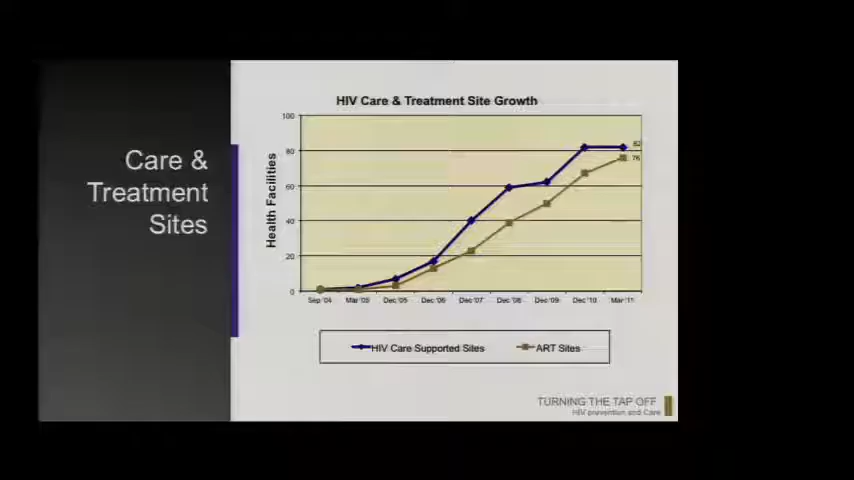 Care &
Treatment
Sites
HIV Care & Treatment Site Growth
Health Facilities
100
80
60
40
20
0
82
76
Sep '04 Mar '05 Dec '05 Dec '06 Dec '07 Dec '08 Dec '09 Dec '10 Mar '11
HIV Care Supported Sites ART Sites
TURNING THE TAP OFF
HIV prevention and Care